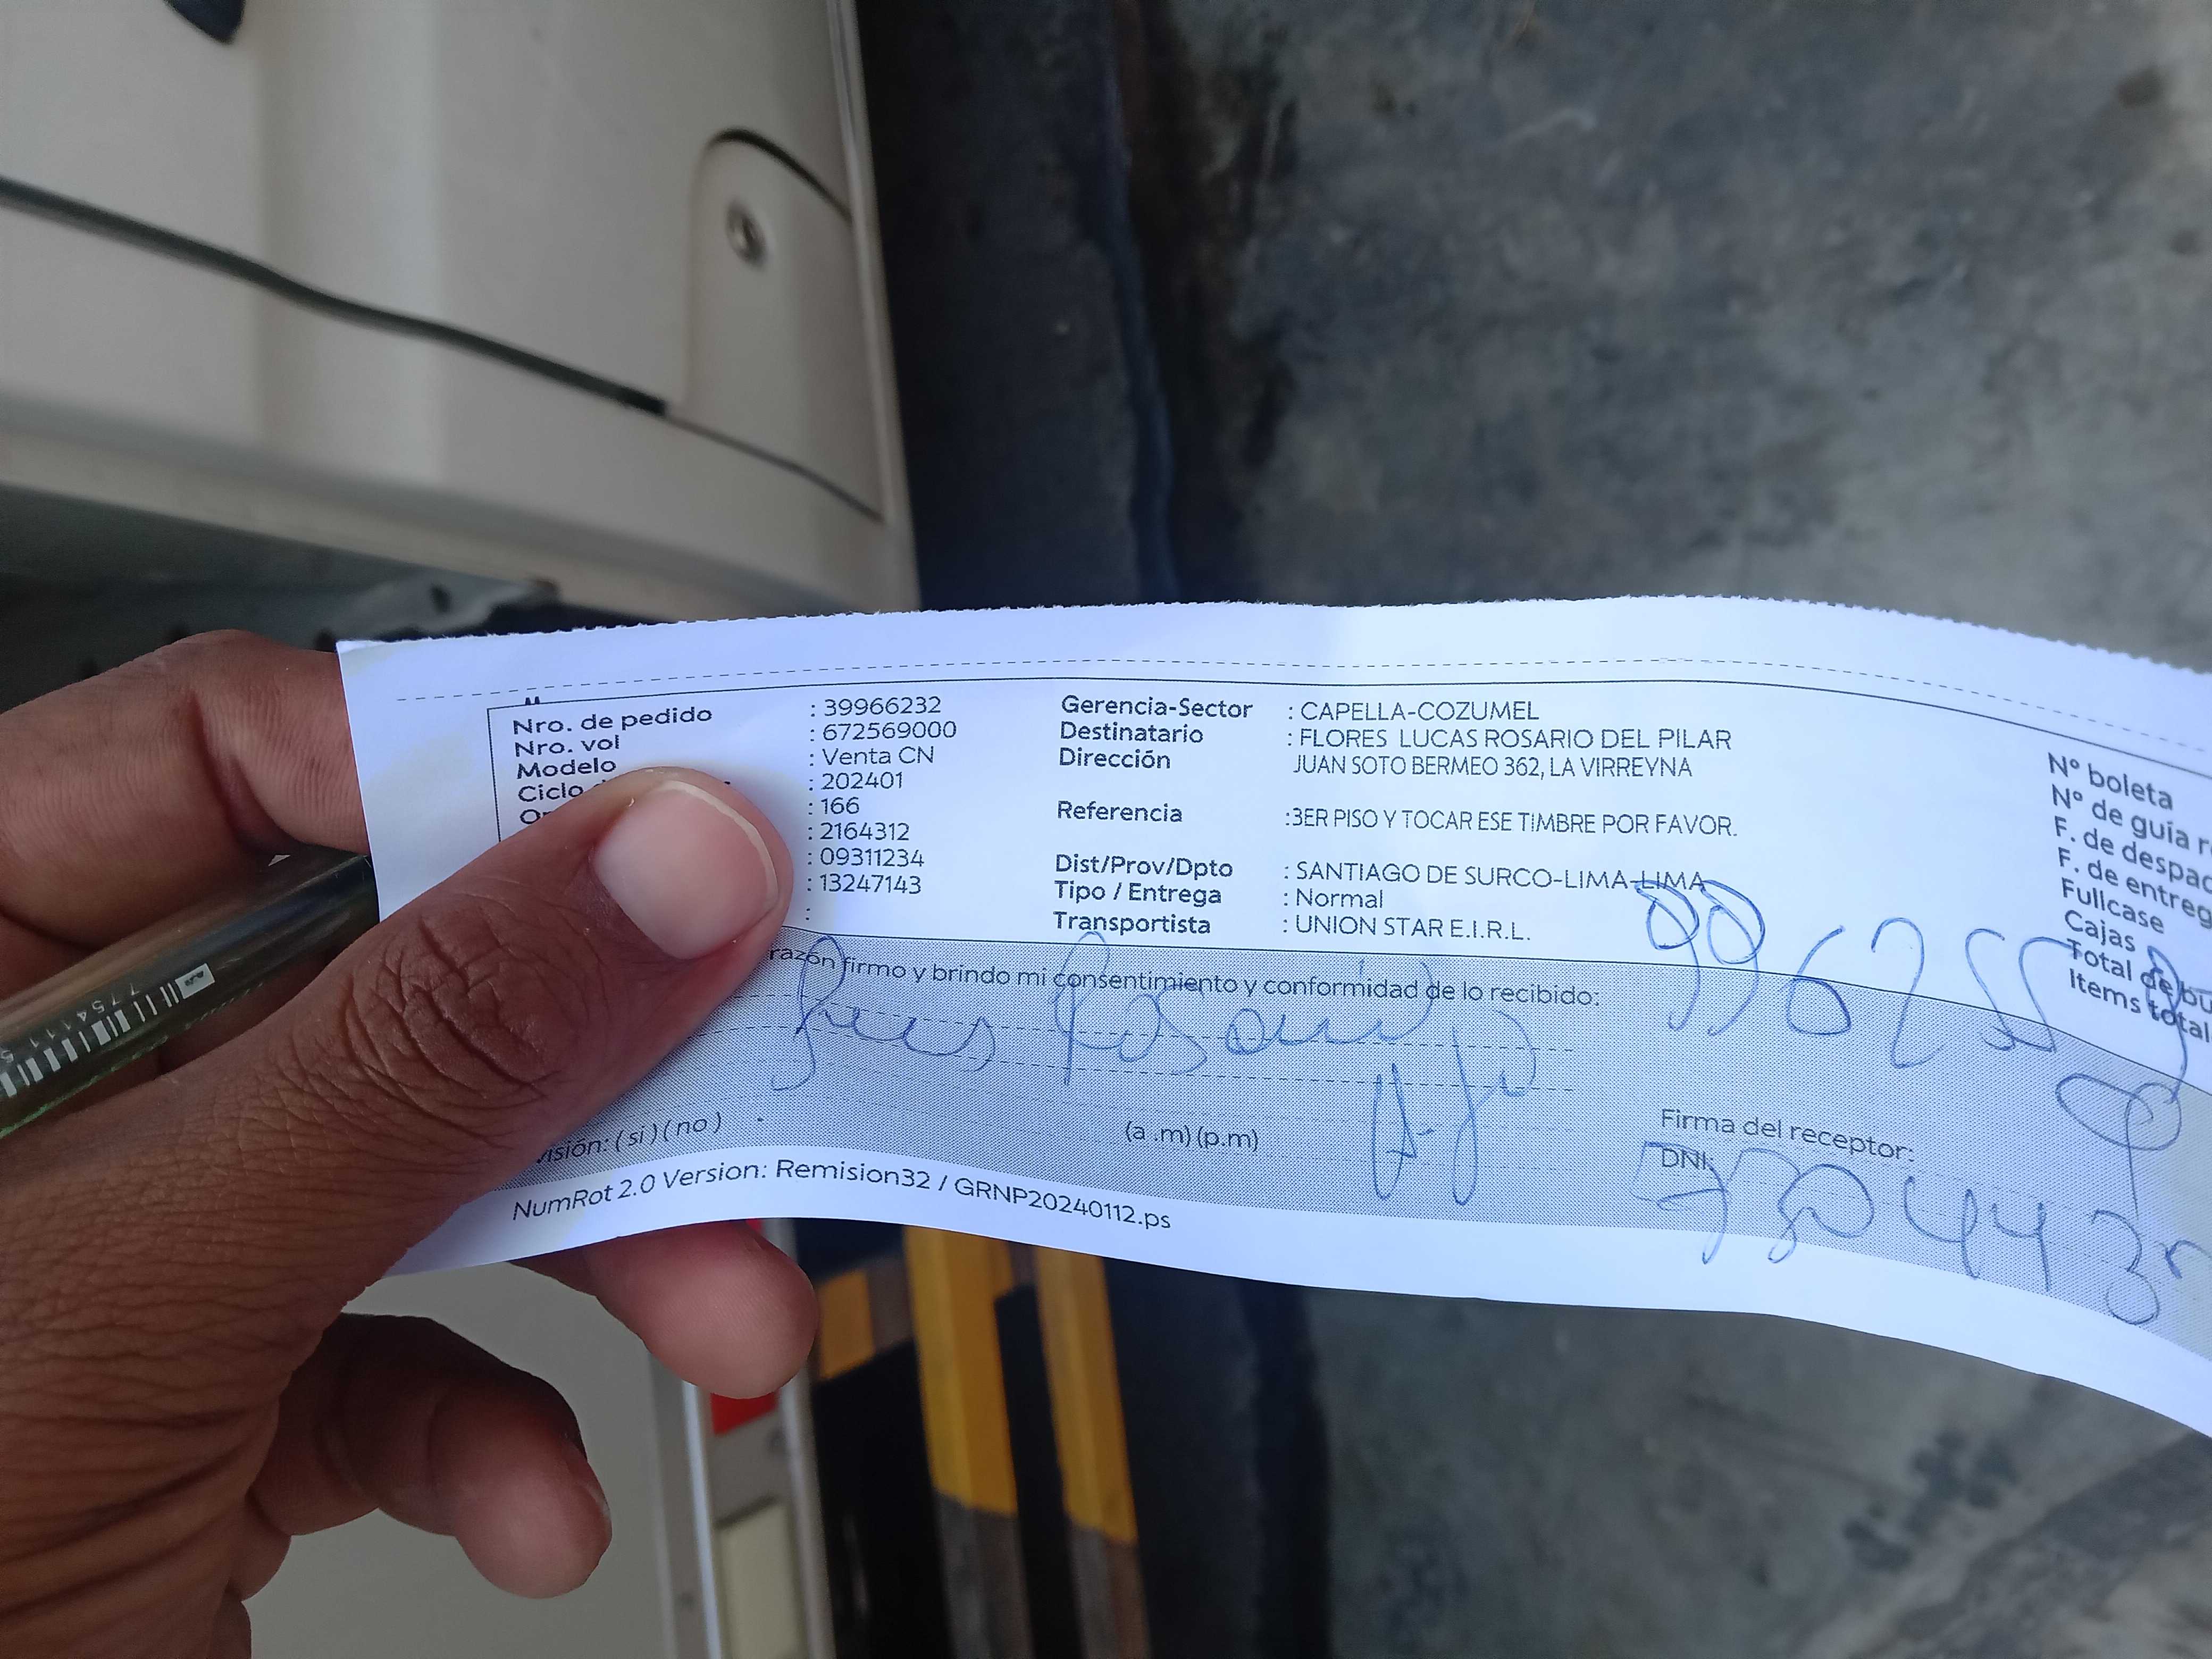 Nro. de pedido : 39966232
Nro. vol : 672569000
Modelo : Venta CN
Ciclo : 202401
: 166
: 2164312
: 09311234
: 13247143
:
Gerencia-Sector : CAPELLA-COZUMEL
Destinatario : FLORES LUCAS ROSARIO DEL PILAR
Dirección JUAN SOTO BERMEO 362, LA VIRREYNA
Referencia :3ER PISO Y TOCAR ESE TIMBRE POR FAVOR.
Dist/Prov/Dpto : SANTIAGO DE SURCO-LIMA-LIMA
Tipo / Entrega : Normal
Transportista : UNION STAR E.I.R.L.
Nº boleta
Nº de guía
F. de
F. de
Fullcase
Cajas
Total de
Items total
razón firmo y brindo mi consentimiento y conformidad de lo recibido:
(si) (no)
(a .m) (p.m)
Firma del receptor:
DNI:
NumRot 2.0 Version: Remision32 / GRNP20240112.ps